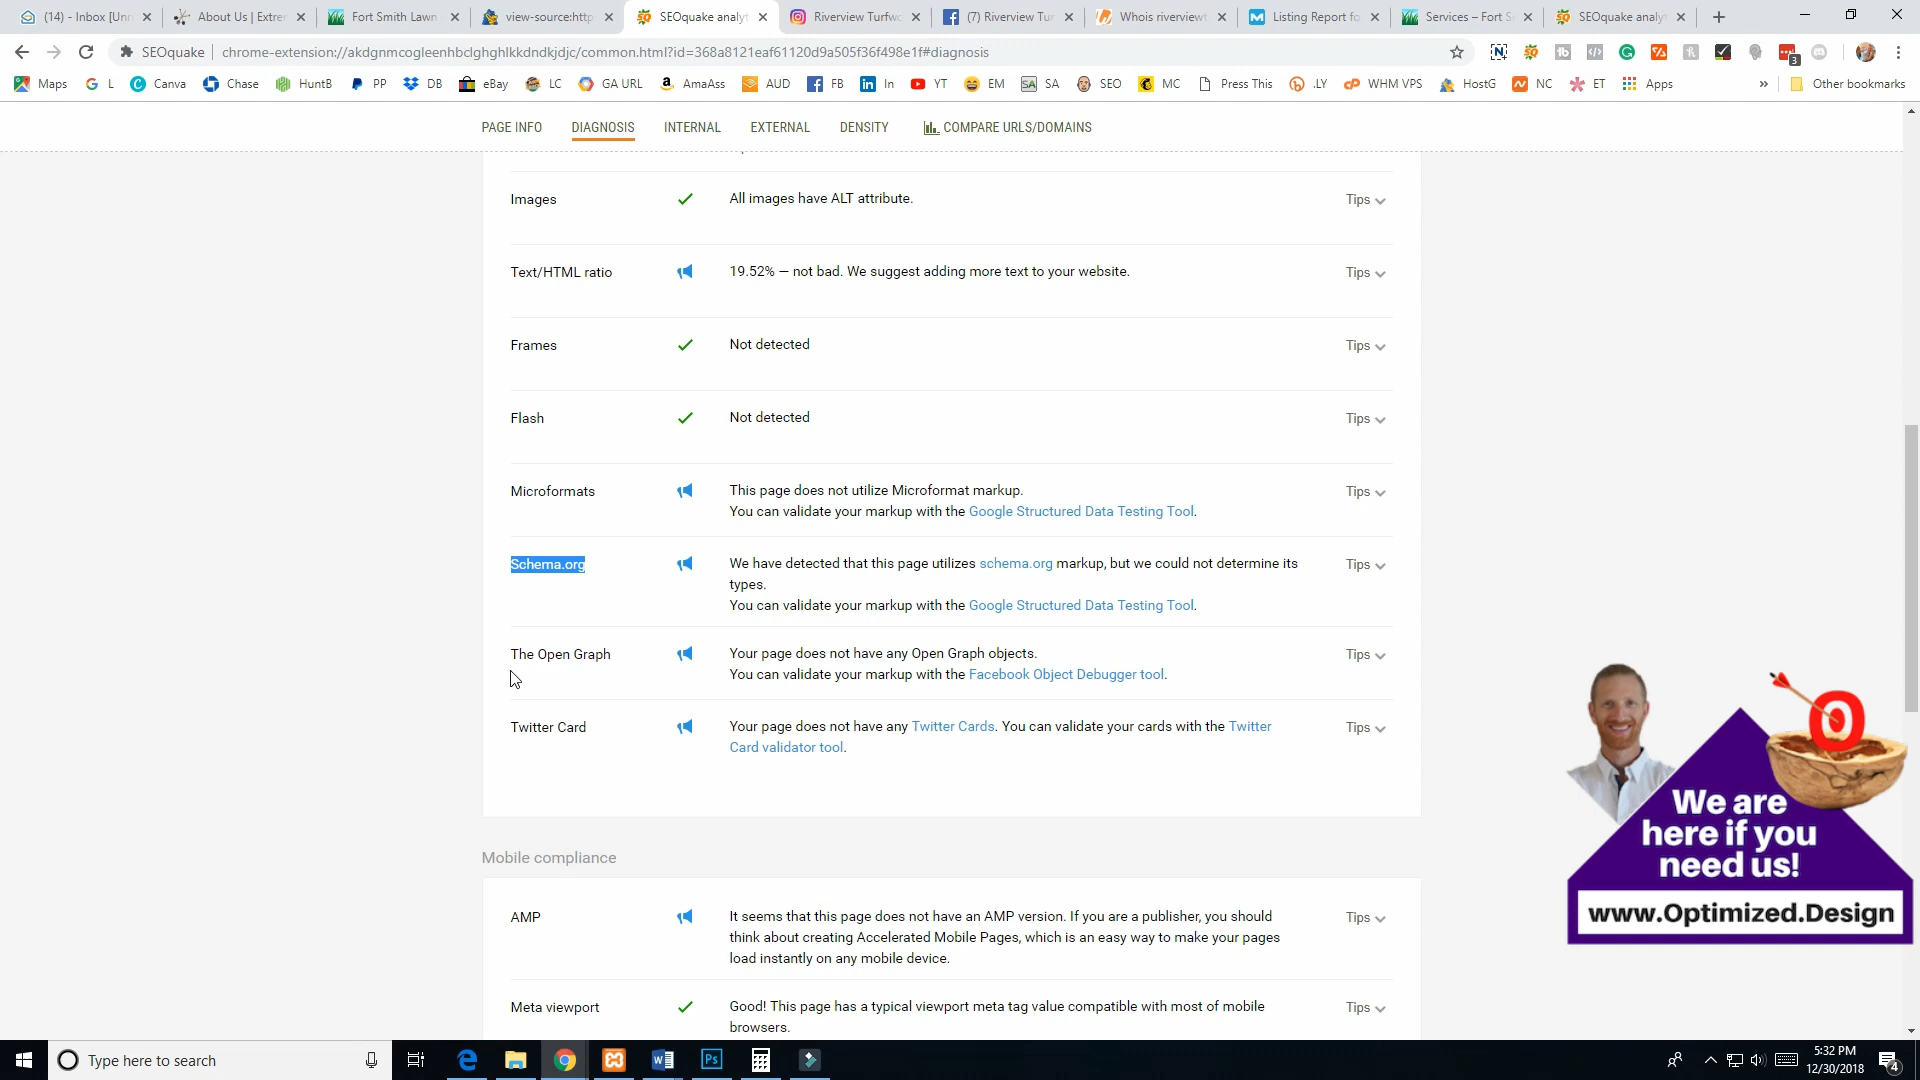 (14) - Inbox [Unr
About Us | Extre
Fort Smith Lawn
view-source:http
SEOquake analy
Riverview Turfwo
(7) Riverview Tur
Whois riverviewt
Listing Report fo
Services – Fort S
SEOquake analy
SEOquake
chrome-extension://akdgnmcogleenhbclghghlkkdndkjdjc/common.html?id=368a8121eaf61120d9a505f36f498e1f#diagnosis
Maps
L
Canva
Chase
HuntB
PP
DB
eBay
LC
GA URL
AmaAss
AUD
FB
In
YT
EM
SA
SEO
MC
Press This
.LY
WHM VPS
HostG
NC
ET
Apps
»
Other bookmarks
PAGE INFO
DIAGNOSIS
INTERNAL
EXTERNAL
DENSITY
COMPARE URLS/DOMAINS
Images
All images have ALT attribute.
Tips
Text/HTML ratio
19.52% — not bad. We suggest adding more text to your website.
Tips
Frames
Not detected
Tips
Flash
Not detected
Tips
Microformats
This page does not utilize Microformat markup.
You can validate your markup with the Google Structured Data Testing Tool.
Tips
Schema.org
We have detected that this page utilizes schema.org markup, but we could not determine its
types.
You can validate your markup with the Google Structured Data Testing Tool.
Tips
The Open Graph
Your page does not have any Open Graph objects.
You can validate your markup with the Facebook Object Debugger tool.
Tips
Twitter Card
Your page does not have any Twitter Cards. You can validate your cards with the Twitter
Card validator tool.
Tips
Mobile compliance
AMP
It seems that this page does not have an AMP version. If you are a publisher, you should
think about creating Accelerated Mobile Pages, which is an easy way to make your pages
load instantly on any mobile device.
Tips
Meta viewport
Good! This page has a typical viewport meta tag value compatible with most of mobile
browsers.
Tips
We are
here if you
need us!
www.Optimized.Design
Type here to search
5:32 PM
12/30/2018
4